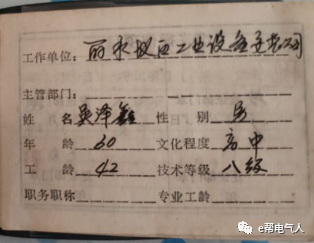 工作单位: 丽水地区工业设备安装公司
主管部门:
姓 名 吴泽鑫 性 别 男
年 龄 60 文化程度 高中
工 龄 42 技术等级 八级
职务职称 专业工龄
e帮电气人